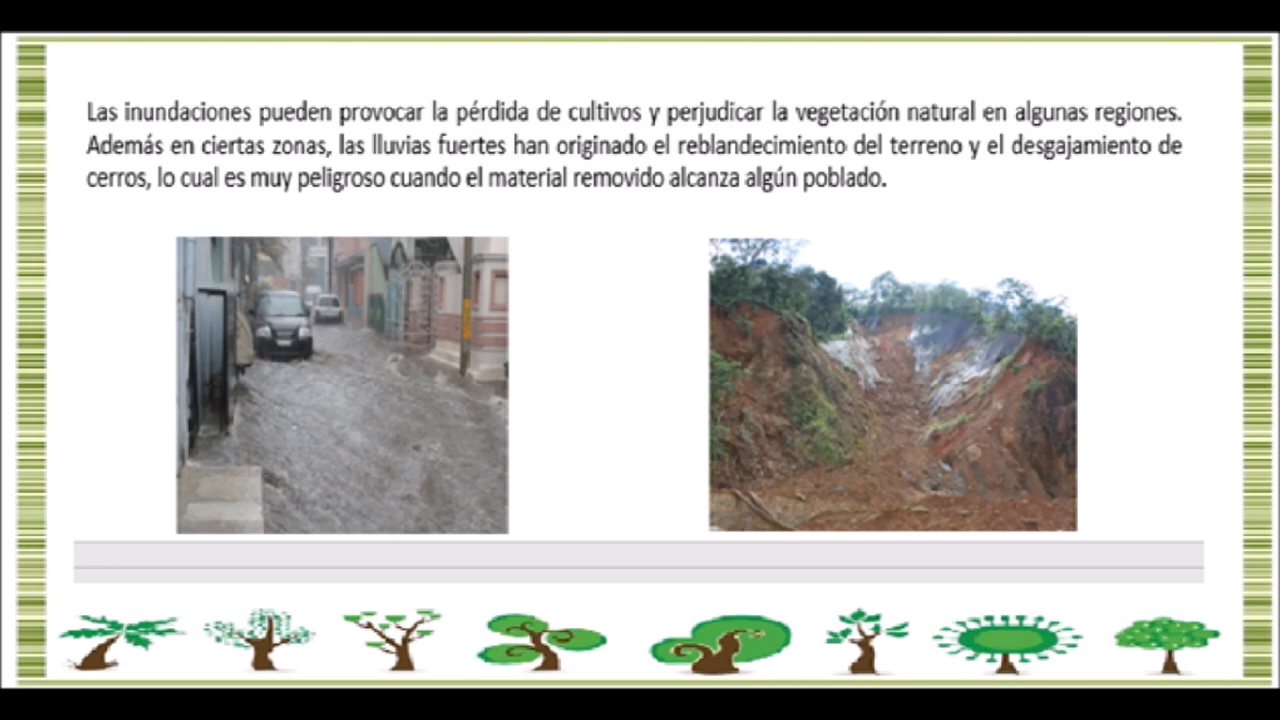 Las inundaciones pueden provocar la pérdida de cultivos y perjudicar la vegetación natural en algunas regiones.
Además en ciertas zonas, las lluvias fuertes han originado el reblandecimiento del terreno y el desgajamiento de
cerros, lo cual es muy peligroso cuando el material removido alcanza algún poblado.